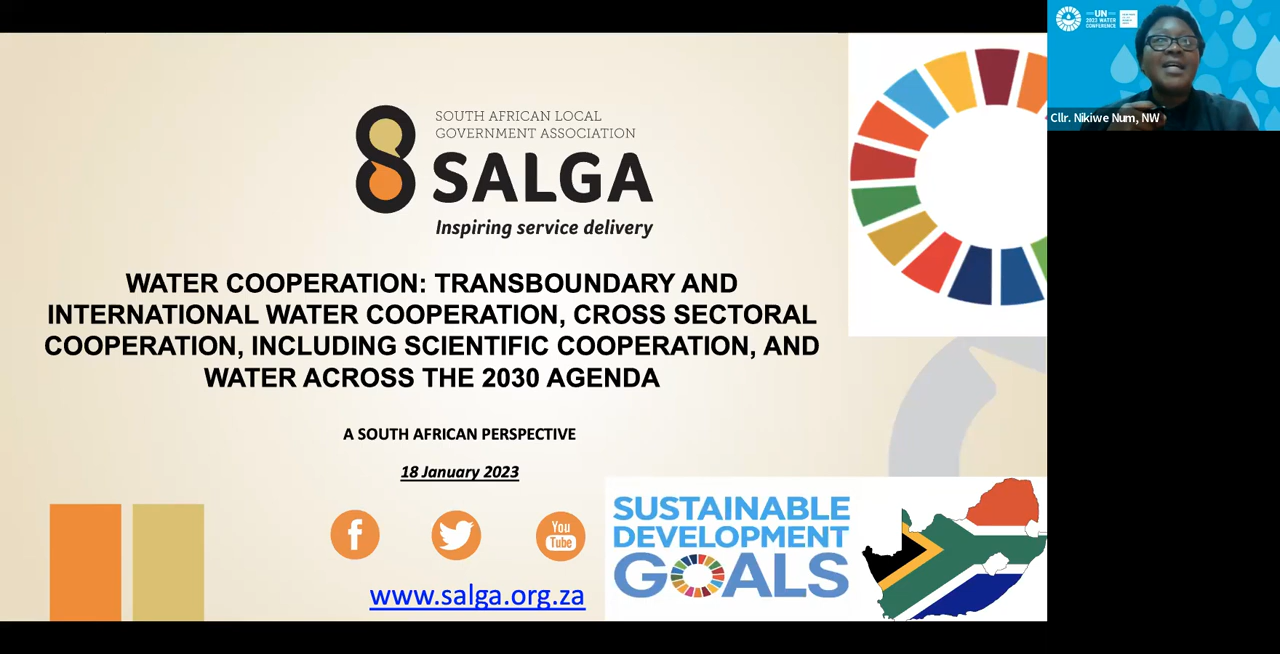 SOUTH AFRICAN LOCAL
GOVERNMENT ASSOCIATION
SALGA
Inspiring service delivery
WATER COOPERATION: TRANSBOUNDARY AND
INTERNATIONAL WATER COOPERATION, CROSS SECTORAL
COOPERATION, INCLUDING SCIENTIFIC COOPERATION, AND
WATER ACROSS THE 2030 AGENDA
A SOUTH AFRICAN PERSPECTIVE
18 January 2023
f
You
Tube
www.salga.org.za
SUSTAINABLE
DEVELOPMENT
GOALS
UN
2023 WATER
CONFERENCE
Cllr. Nikiwe Num, NW